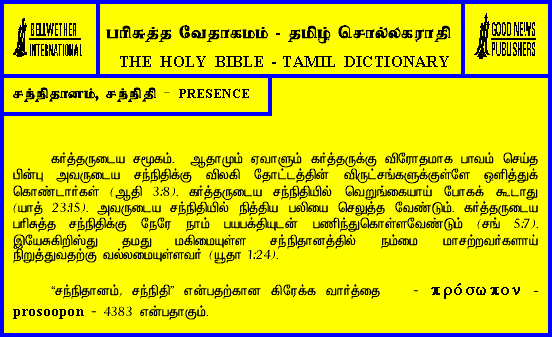 BELLWETHER
INTERNATIONAL
பரிசுத்த வேதாகமம் - தமிழ் சொல்லகராதி
THE HOLY BIBLE - TAMIL DICTIONARY
GOOD NEWS
PUBLISHERS
சந்நிதானம், சந்நிதி - PRESENCE
கர்த்தருடைய சமூகம். ஆதாமும் ஏவாளும் கர்த்தருக்கு விரோதமாக பாவம் செய்த
பின்பு அவருடைய சந்நிதிக்கு விலகி தோட்டத்தின் விருட்சங்களுக்குள்ளே ஒளித்துக்
கொண்டார்கள் (ஆதி 3:8). கர்த்தருடைய சந்நிதியில் வெறுங்கையாய் போகக் கூடாது
(யாத் 23:15). அவருடைய சந்நிதியில் நித்திய பலியை செலுத்த வேண்டும். கர்த்தருடைய
பரிசுத்த சந்நிதிக்கு நேரே நாம் பயபக்தியுடன் பணிந்துகொள்ளவேண்டும் (சங் 5:7).
இயேசுகிறிஸ்து தமது மகிமையுள்ள சந்நிதானத்தில் நம்மை மாசற்றவர்களாய்
நிறுத்துவதற்கு வல்லமையுள்ளவர் (யூதா 1:24).
“சந்நிதானம், சந்நிதி” என்பதற்கான கிரேக்க வார்த்தை - πρόσωπον -
prosoopon - 4383 என்பதாகும்.